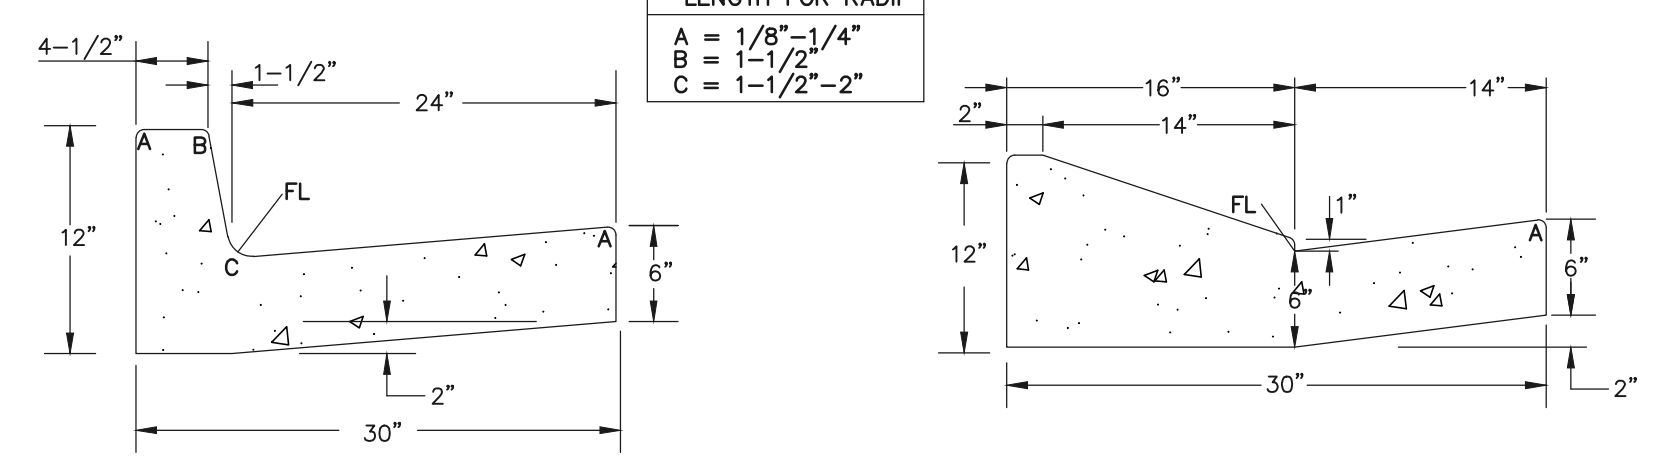 LENGTH FOR RADII
A = 1/8”-1/4”
B = 1-1/2”
C = 1-1/2”-2”
4-1/2”
1-1/2”
24”
A
B
FL
12”
C
A
6”
2”
30”
16”
14”
2”
14”
FL
1”
12”
A
6”
6”
30”
2”